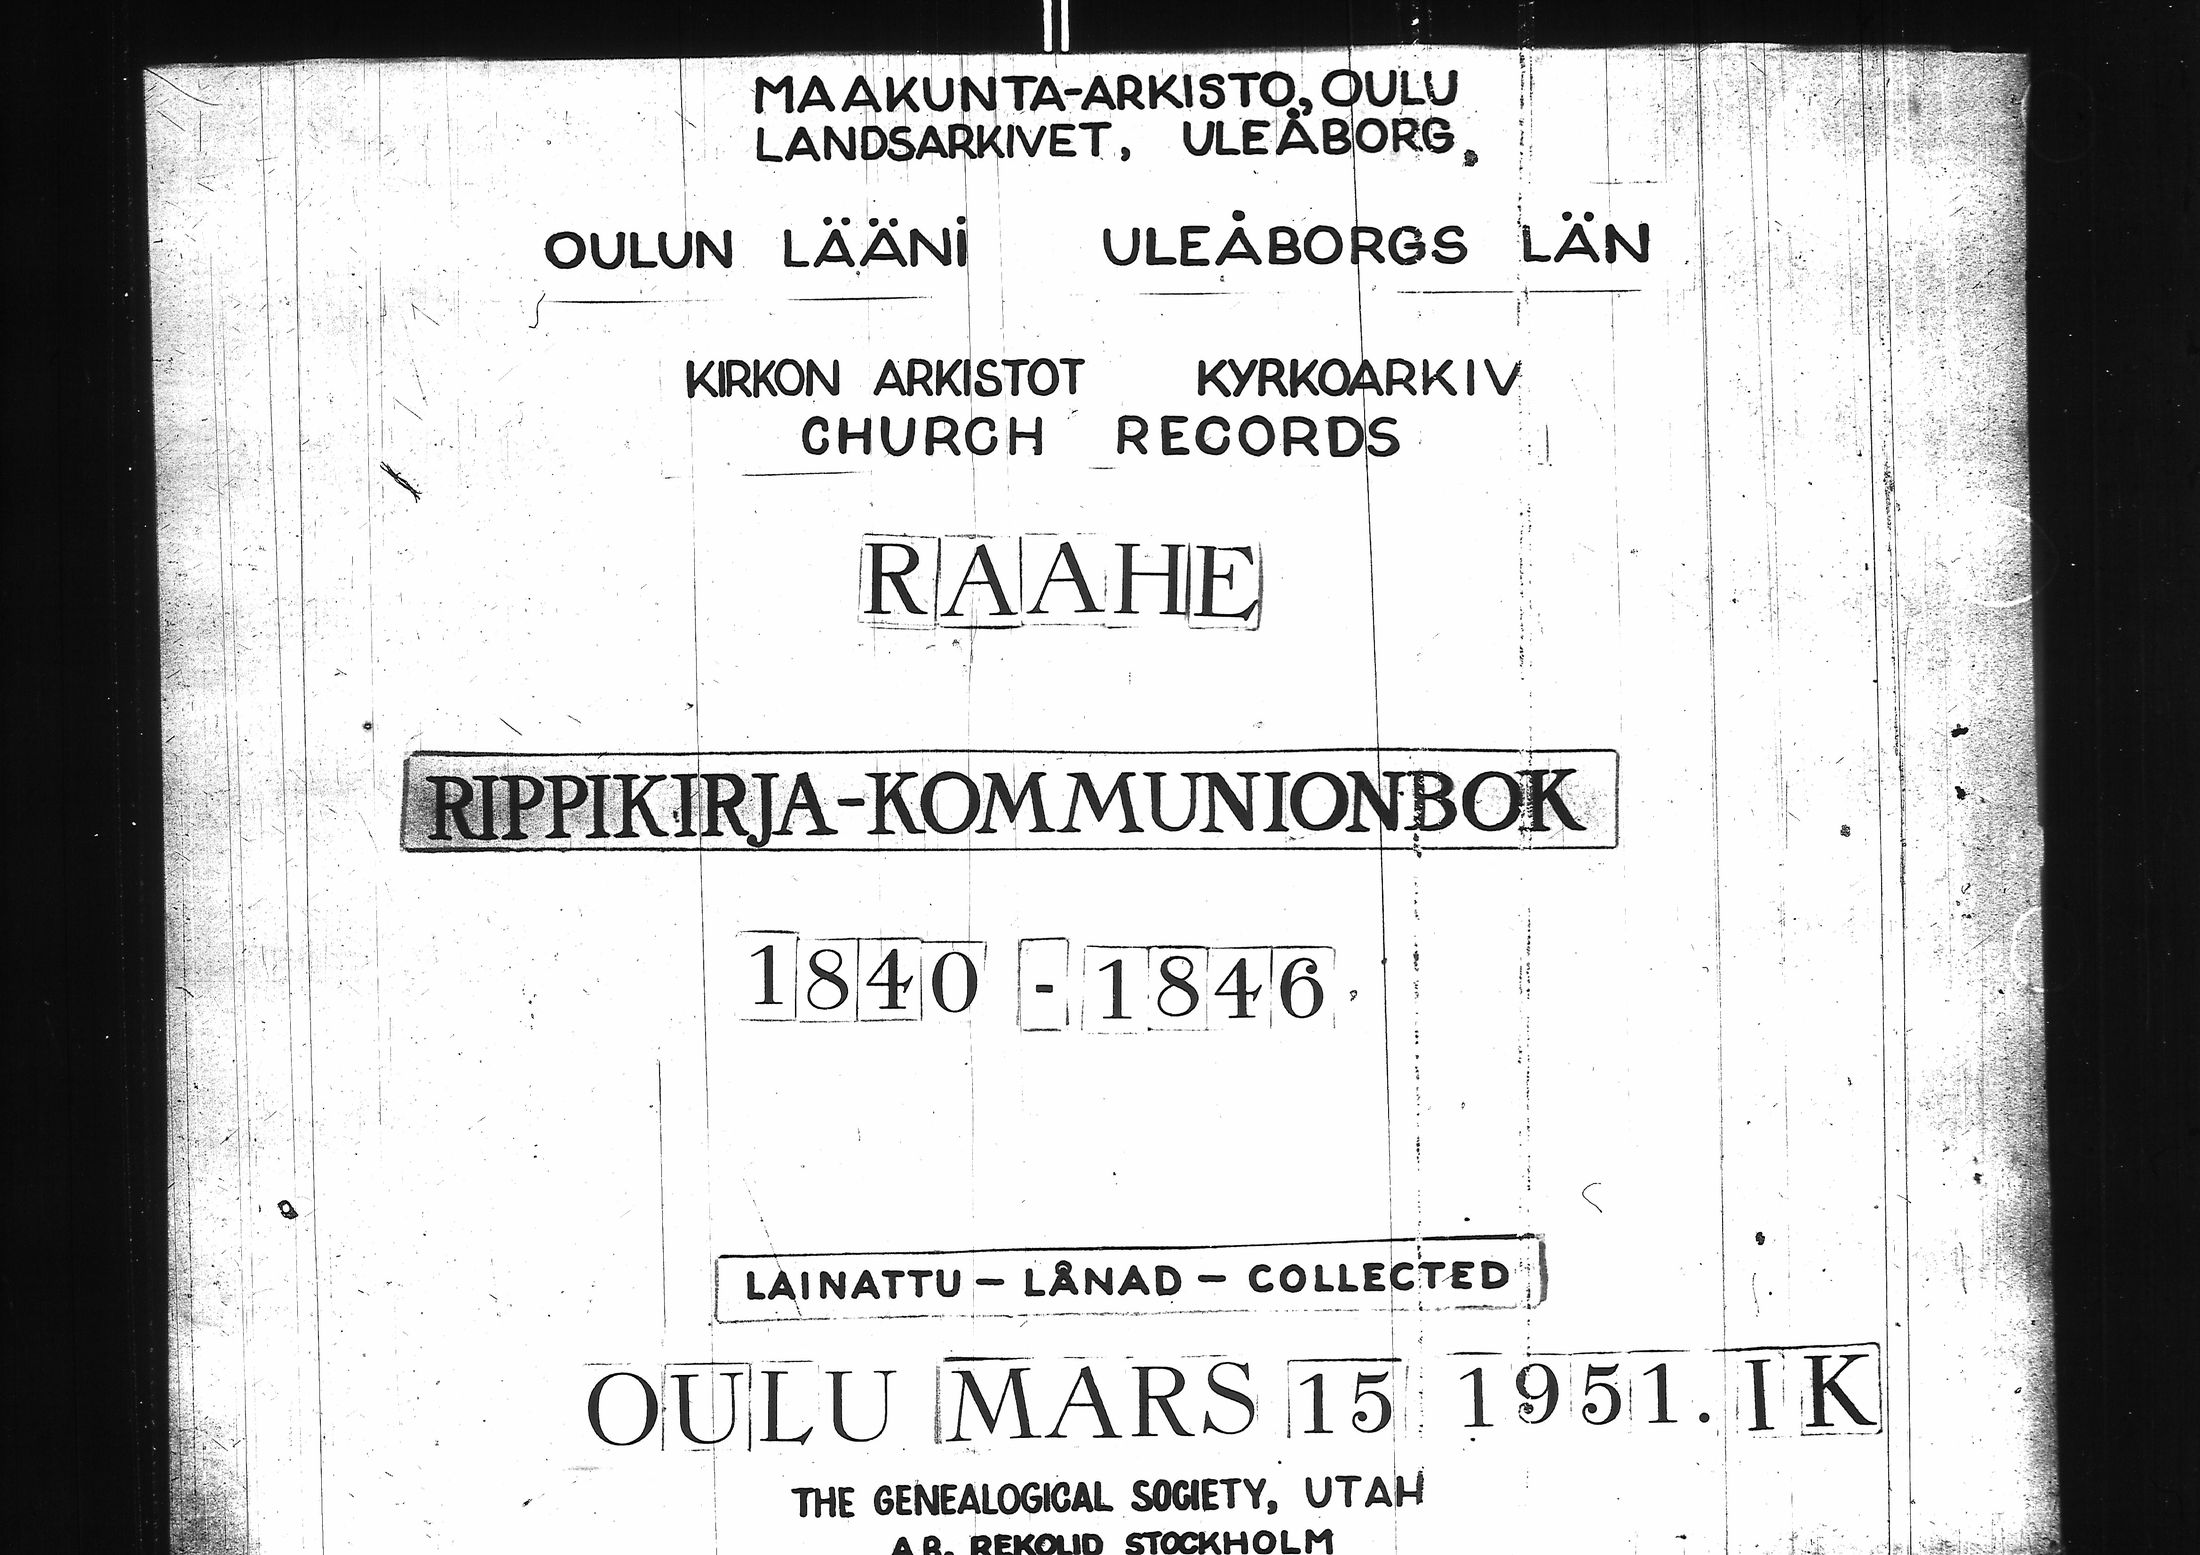 MAAKUNTA-ARKISTO, OULU
LANDSARKIVET, ULEÅBORG.
OULUN LÄÄNI ULEÅBORGS LÄN
KIRKON ARKISTOT KYRKOARKIV
CHURCH RECORDS
RAAHE
RIPPIKIRJA-KOMMUNIONBOK
1840 - 1846.
LAINATTU - LÅNAD - COLLECTED
OULU MARS 15 1951. I K
THE GENEALOGICAL SOCIETY, UTAH
A.B. REKOLID STOCKHOLM